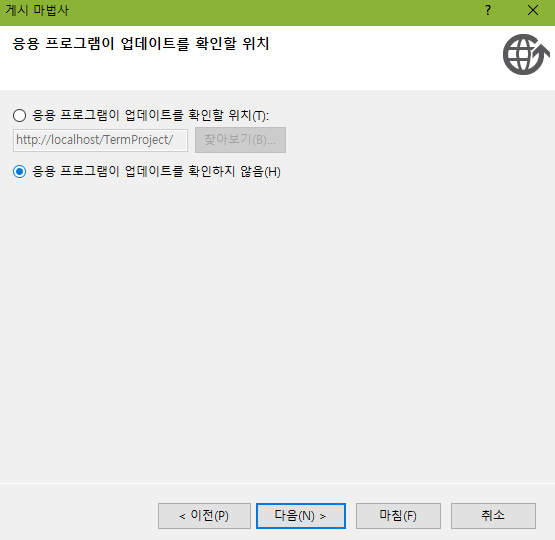 게시 마법사 ?
응용 프로그램이 업데이트를 확인할 위치
응용 프로그램이 업데이트를 확인할 위치(T):
http://localhost/TermProject/ 찾아보기(B)...
응용 프로그램이 업데이트를 확인하지 않음(H)
< 이전(P) 다음(N) > 마침(F) 취소